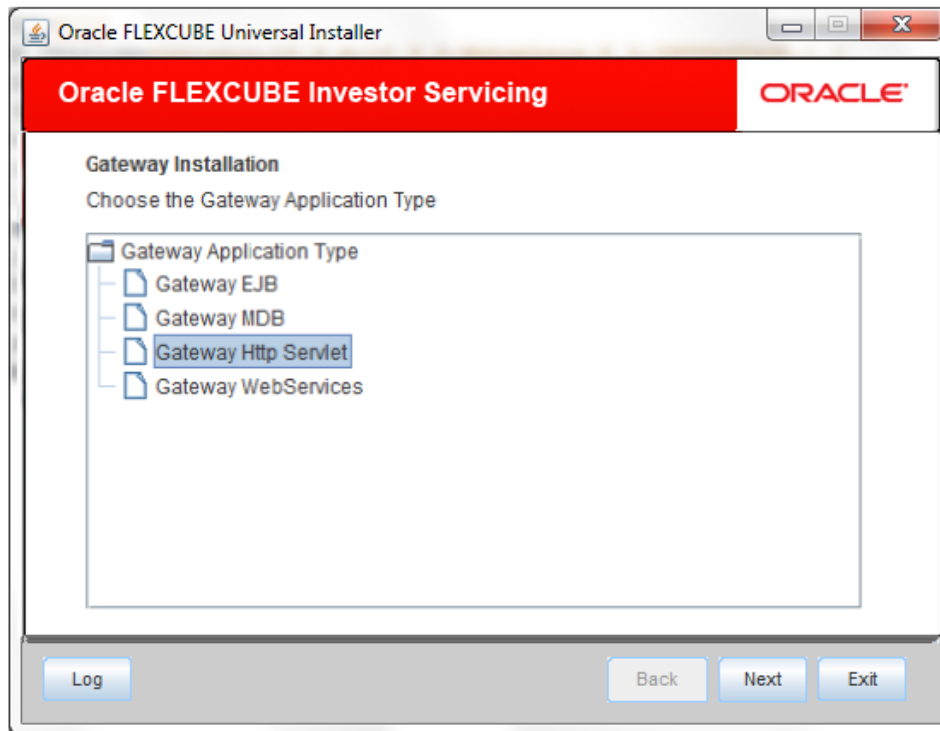 Oracle FLEXCUBE Universal Installer
Oracle FLEXCUBE Investor Servicing
ORACLE
Gateway Installation
Choose the Gateway Application Type
Gateway Application Type
Gateway EJB
Gateway MDB
Gateway Http Servlet
Gateway WebServices
Log Back Next Exit